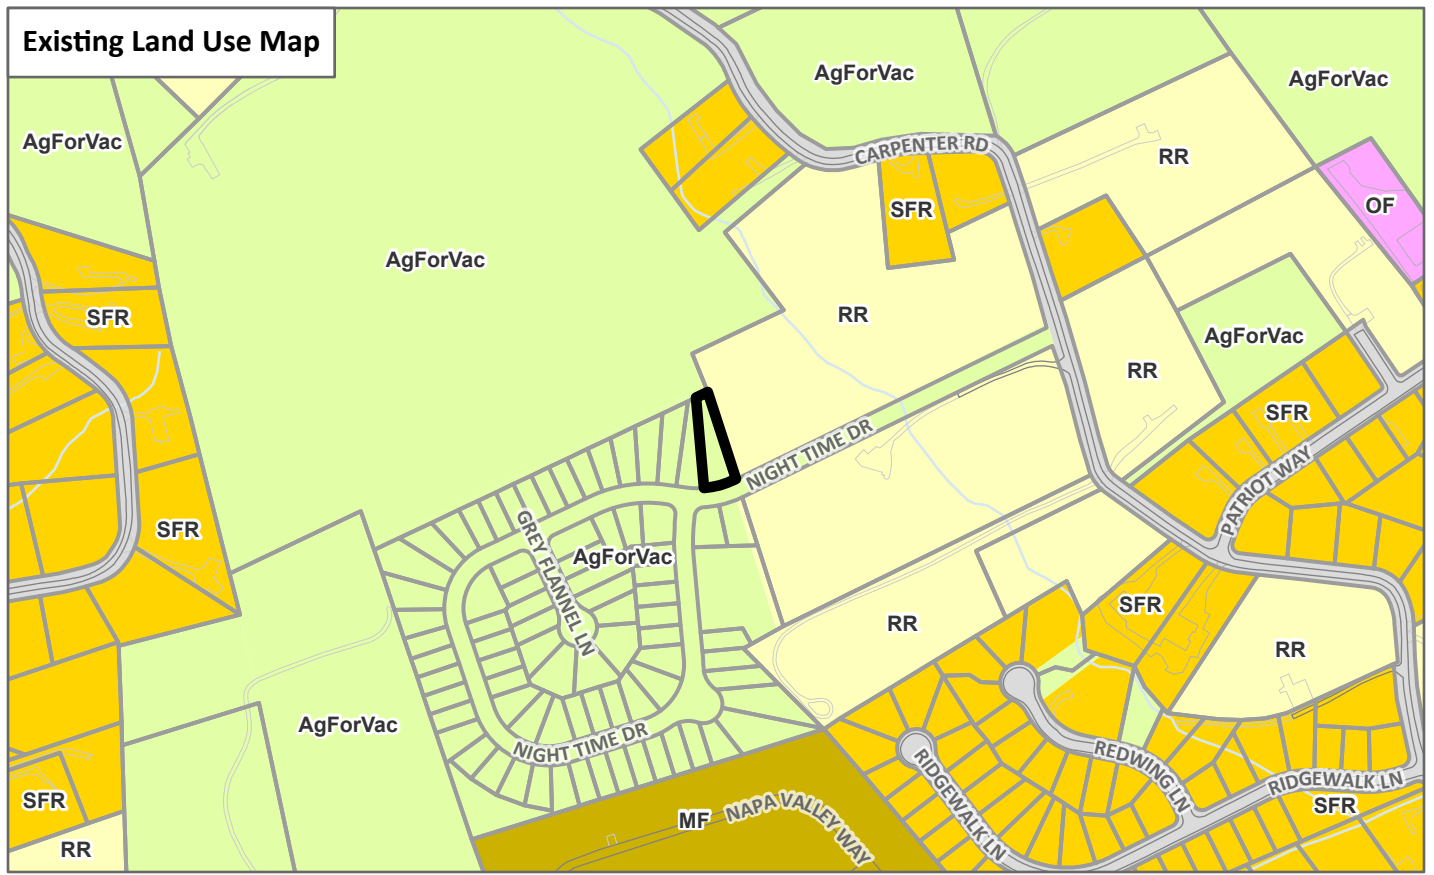 Existing Land Use Map
AgForVac
AgForVac
AgForVac
CARPENTER RD
RR
SFR
OF
AgForVac
SFR
RR
AgForVac
RR
SFR
NIGHT TIME DR
PATRIOT WAY
SFR
GREY FLANNEL LN
AgForVac
SFR
RR
RR
AgForVac
NIGHT TIME DR
REDWING LN
RIDGEWALK LN
RIDGEWALK LN
SFR
SFR
MF
NAPA VALLEY WAY
RR